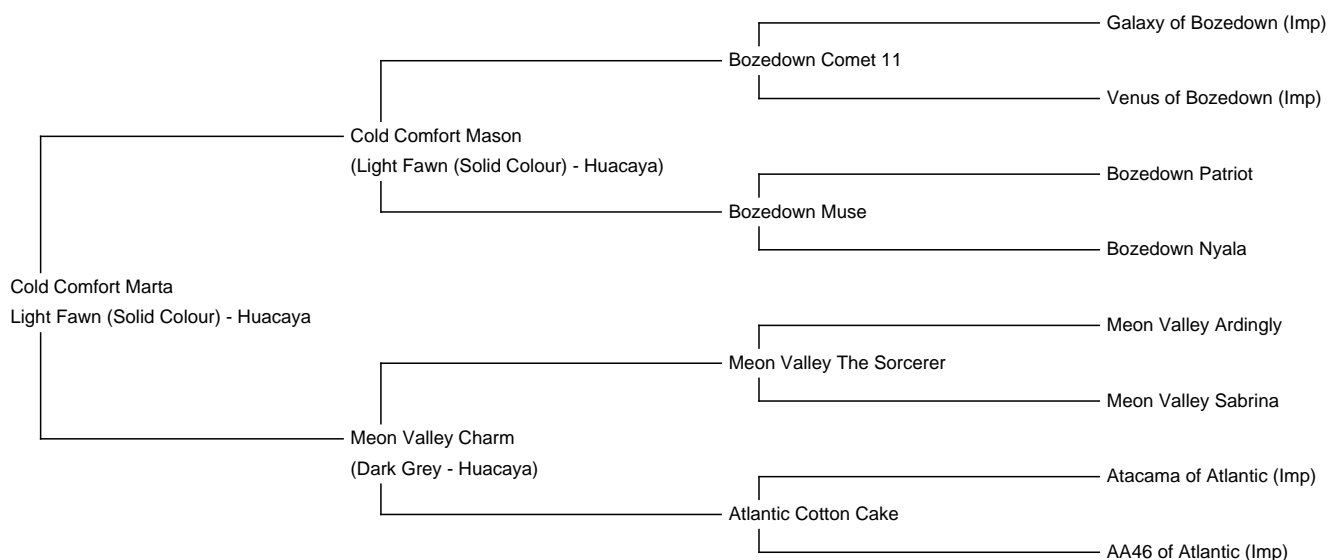 Galaxy of Bozedown (Imp)
Bozedown Comet 11
Venus of Bozedown (Imp)
Cold Comfort Mason
(Light Fawn (Solid Colour) - Huacaya)
Bozedown Patriot
Bozedown Muse
Bozedown Nyala
Cold Comfort Marta
Light Fawn (Solid Colour) - Huacaya
Meon Valley Ardingly
Meon Valley The Sorcerer
Meon Valley Sabrina
Meon Valley Charm
(Dark Grey - Huacaya)
Atacama of Atlantic (Imp)
Atlantic Cotton Cake
AA46 of Atlantic (Imp)